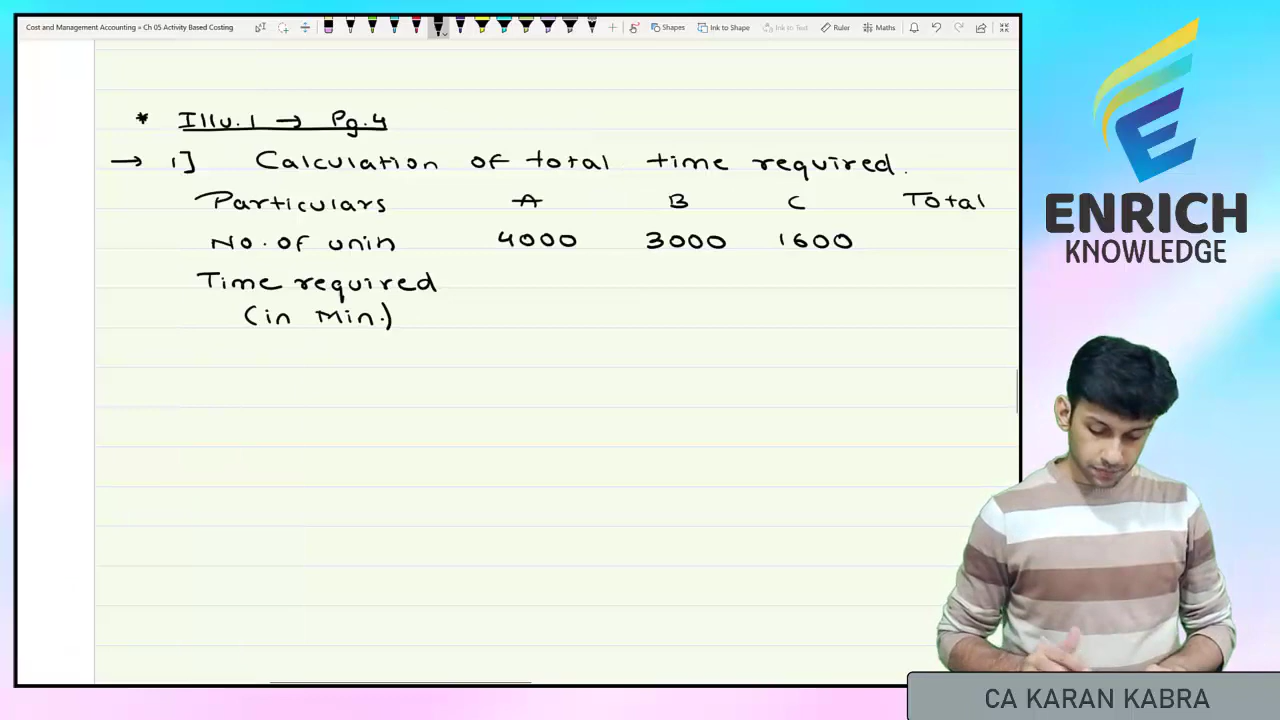 Cost and Management Accounting » Ch 05 Activity Based Costing
Shapes
Ink to Shape
Ink to Text
Ruler
Maths
* Illu. 1 → Pg. 4
→ 1] Calculation of total time required.
Particulars A B C Total
No. of unin 4000 3000 1600
Time required
(in Min.)
ENRICH
KNOWLEDGE
CA KARAN KABRA